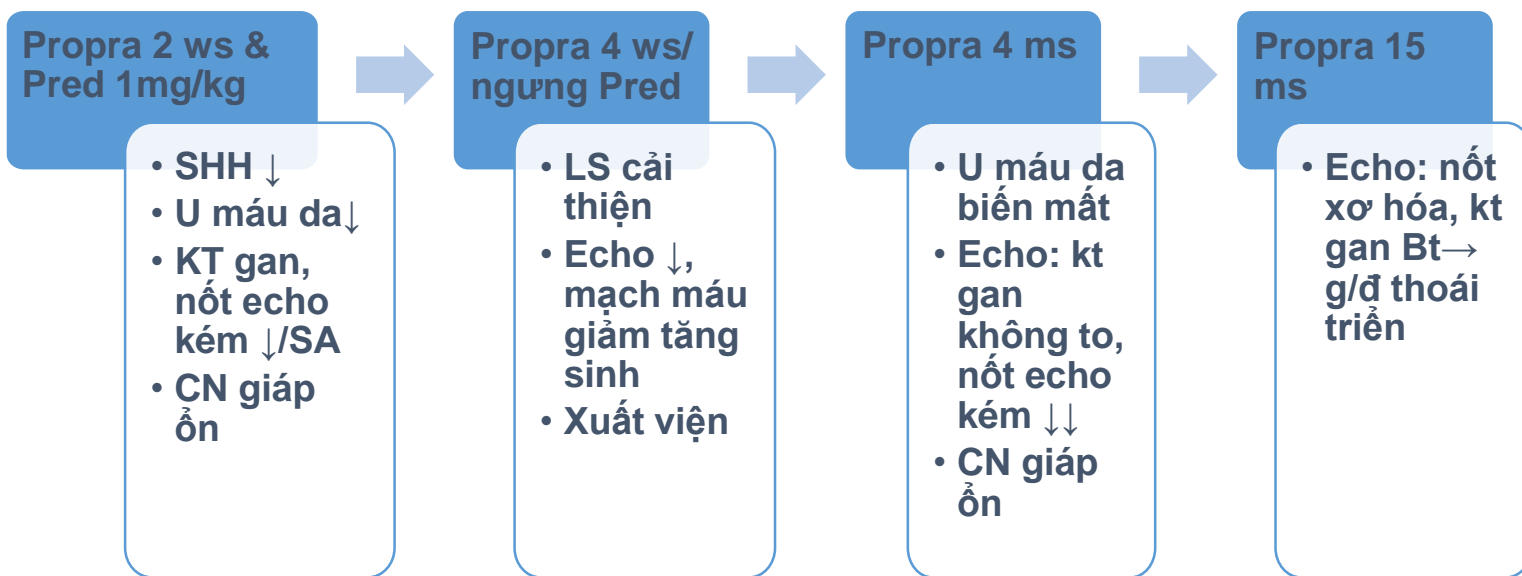 Propra 2 ws &
Pred 1mg/kg
• SHH ↓
• U máu da↓
• KT gan,
nốt echo
kém ↓/SA
• CN giáp
ổn
Propra 4 ws/
ngưng Pred
• LS cải
thiện
• Echo ↓,
mạch máu
giảm tăng
sinh
• Xuất viện
Propra 4 ms
• U máu da
biến mất
• Echo: kt
gan
không to,
nốt echo
kém ↓↓
• CN giáp
ổn
Propra 15
ms
• Echo: nốt
xơ hóa, kt
gan Bt→
g/đ thoái
triển